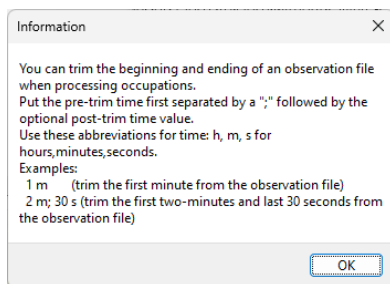 Information
You can trim the beginning and ending of an observation file
when processing occupations.
Put the pre-trim time first separated by a ";" followed by the
optional post-trim time value.
Use these abbreviations for time: h, m, s for
hours,minutes,seconds.
Examples:
1 m (trim the first minute from the observation file)
2 m; 30 s (trim the first two-minutes and last 30 seconds from
the observation file)
OK